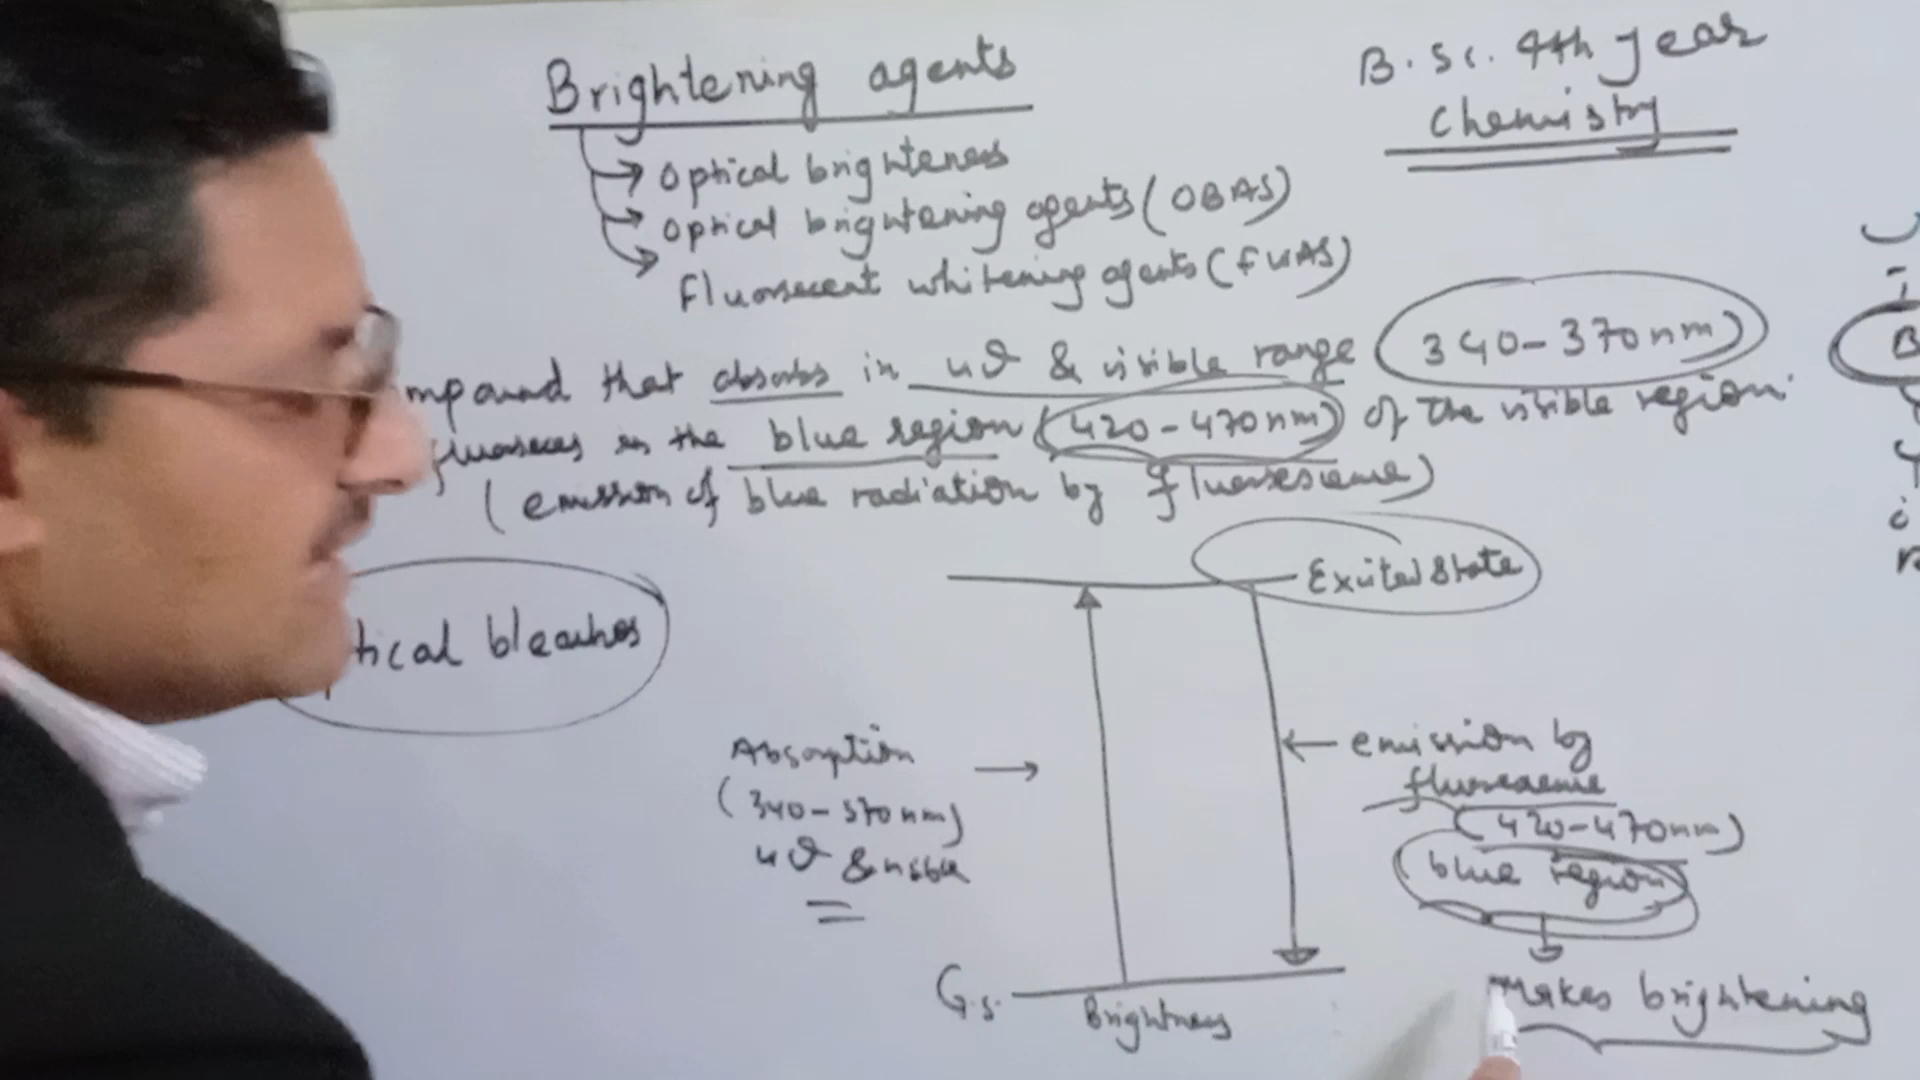 Brightening agents
B.Sc. 4th year
Chemistry
→ Optical brighteners
→ Optical brightening agents (OBAS)
→ Fluorescent whitening agents (FWAS)
mpound that absorbs in uv & visible range (340-370nm)
fluoresces in the blue region (420-470nm) of the visible region.
(emission of blue radiation by fluorescence)
Exited State
tical bleaches
Absorption →
← emission by
fluorescence
(340-370nm)
(420-470nm)
uv & visible
blue region
G.s.
Brightners
Makes brightening